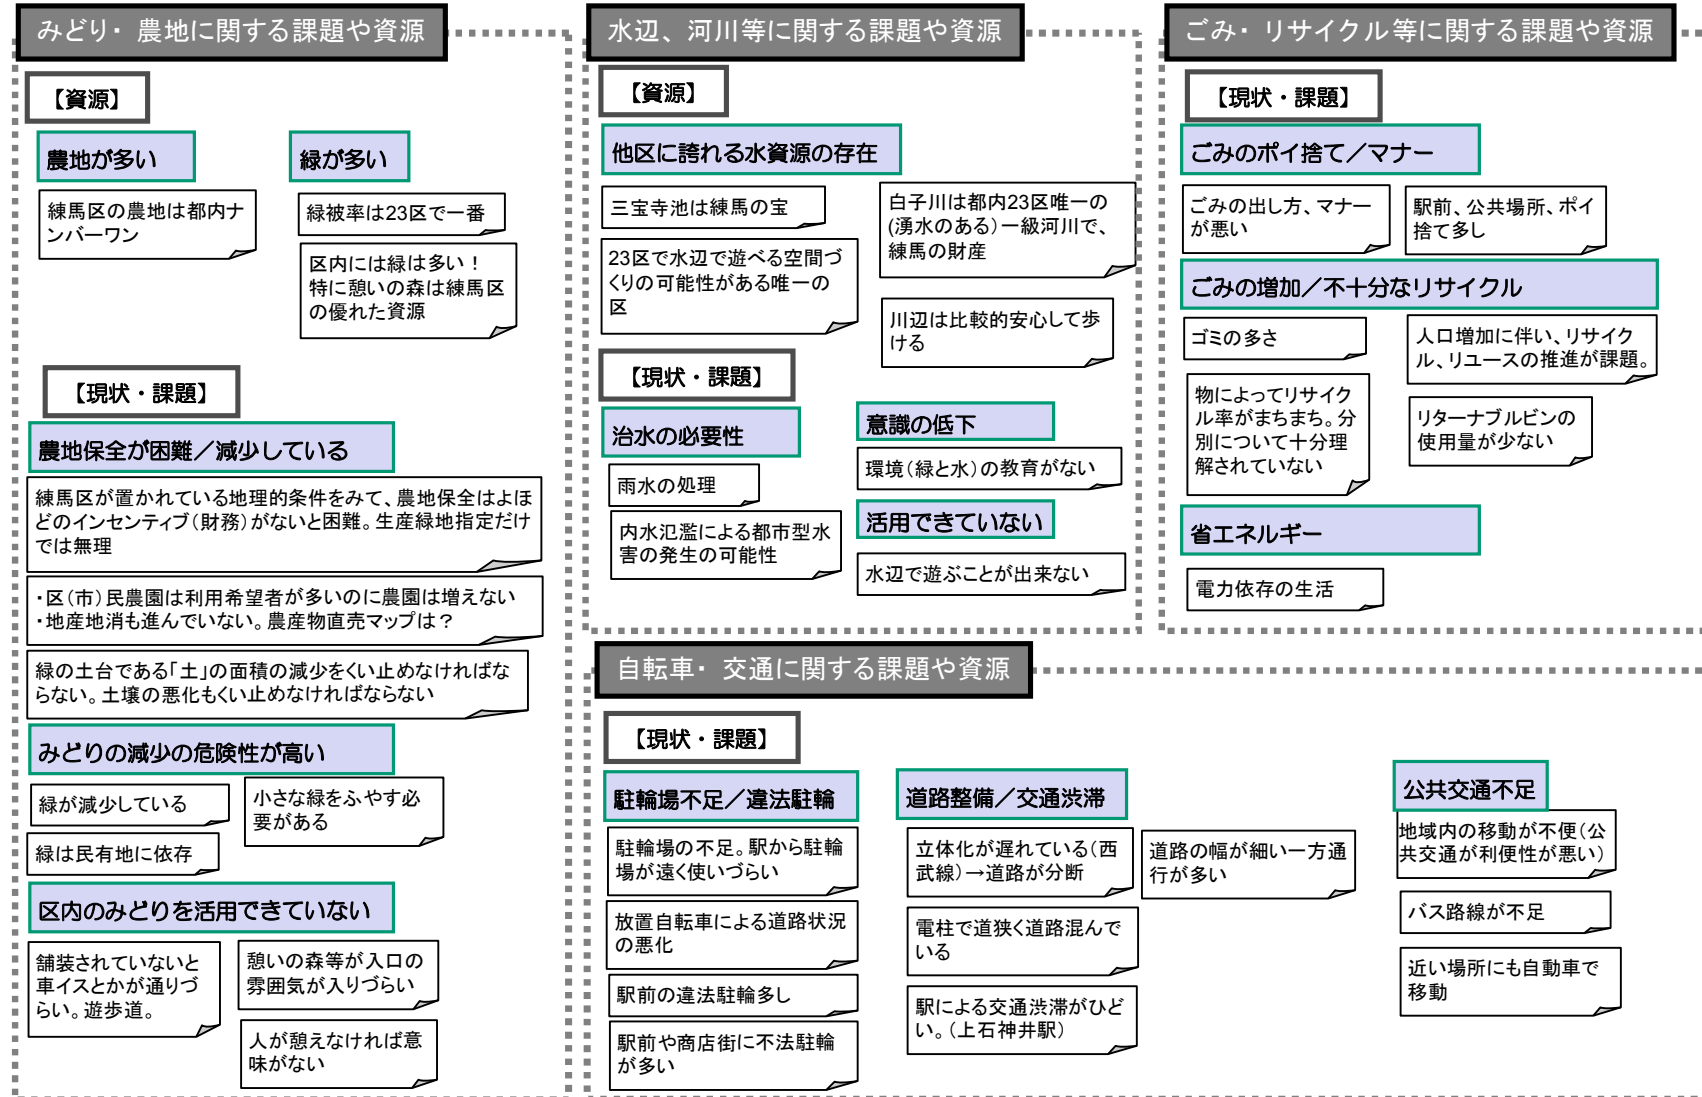 みどり・ 農地に関する課題や資源
【資源】
農地が多い
練馬区の農地は都内ナ
ンバーワン
緑が多い
緑被率は23区で一番
区内には緑は多い！
特に憩いの森は練馬区
の優れた資源
【現状・課題】
農地保全が困難／減少している
練馬区が置かれている地理的条件をみて、農地保全はよほ
どのインセンティブ（財務）がないと困難。生産緑地指定だけ
では無理
・区（市）民農園は利用希望者が多いのに農園は増えない
・地産地消も進んでいない。農産物直売マップは？
緑の土台である「土」の面積の減少をくい止めなければな
らない。土壌の悪化もくい止めなければならない
みどりの減少の危険性が高い
緑が減少している
小さな緑をふやす必
要がある
緑は民有地に依存
区内のみどりを活用できていない
舗装されていないと
車イスとかが通りづ
らい。遊歩道。
憩いの森等が入口の
雰囲気が入りづらい
人が憩えなければ意
味がない
水辺、河川等に関する課題や資源
【資源】
他区に誇れる水資源の存在
三宝寺池は練馬の宝
23区で水辺で遊べる空間づ
くりの可能性がある唯一の
区
白子川は都内23区唯一の
（湧水のある）一級河川で、
練馬の財産
川辺は比較的安心して歩
ける
【現状・課題】
治水の必要性
雨水の処理
内水氾濫による都市型水
害の発生の可能性
意識の低下
環境（緑と水）の教育がない
活用できていない
水辺で遊ぶことが出来ない
ごみ・ リサイクル等に関する課題や資源
【現状・課題】
ごみのポイ捨て／マナー
ごみの出し方、マナー
が悪い
駅前、公共場所、ポイ
捨て多し
ごみの増加／不十分なリサイクル
ゴミの多さ
人口増加に伴い、リサイク
ル、リユースの推進が課題。
物によってリサイク
ル率がまちまち。分
別について十分理
解されていない
リターナブルビンの
使用量が少ない
省エネルギー
電力依存の生活
自転車・ 交通に関する課題や資源
【現状・課題】
駐輪場不足／違法駐輪
駐輪場の不足。駅から駐輪
場が遠く使いづらい
放置自転車による道路状況
の悪化
駅前の違法駐輪多し
駅前や商店街に不法駐輪
が多い
道路整備／交通渋滞
立体化が遅れている（西
武線）→道路が分断
道路の幅が細い一方通
行が多い
電柱で道狭く道路混んで
いる
駅による交通渋滞がひど
い。（上石神井駅）
公共交通不足
地域内の移動が不便（公
共交通が利便性が悪い）
バス路線が不足
近い場所にも自動車で
移動